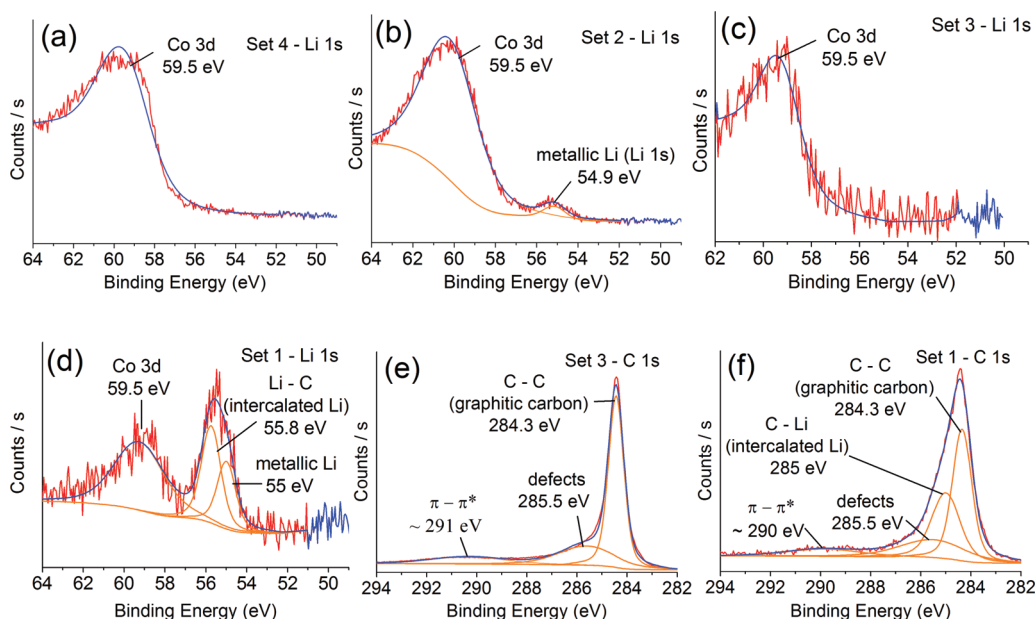 (a)
Co 3d
59.5 eV
Set 4 - Li 1s
Counts / s
64 62 60 58 56 54 52 50
Binding Energy (eV)
(b)
Co 3d
59.5 eV
Set 2 - Li 1s
metallic Li (Li 1s)
54.9 eV
Counts / s
64 62 60 58 56 54 52 50
Binding Energy (eV)
(c)
Co 3d
59.5 eV
Set 3 - Li 1s
Counts / s
62 60 58 56 54 52 50
Binding Energy (eV)
(d)
Co 3d
59.5 eV
Set 1 - Li 1s
Li - C
(intercalated Li)
55.8 eV
metallic Li
55 eV
Counts / s
64 62 60 58 56 54 52 50
Binding Energy (eV)
(e)
Set 3 - C 1s
C - C
(graphitic carbon)
284.3 eV
defects
285.5 eV
π – π*
~ 291 eV
Counts / s
294 292 290 288 286 284 282
Binding Energy (eV)
(f)
Set 1 - C 1s
C - C
(graphitic carbon)
284.3 eV
C - Li
(intercalated Li)
285 eV
defects
285.5 eV
π – π*
~ 290 eV
Counts / s
294 292 290 288 286 284 282
Binding Energy (eV)